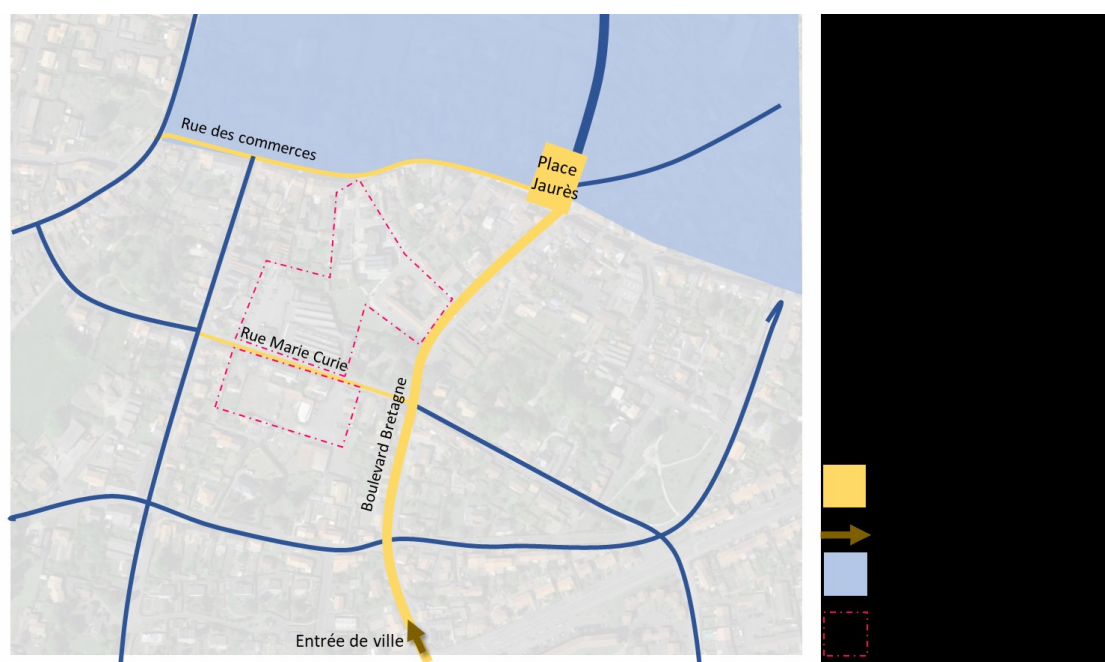 Rue des commerces
Place
Jaurès
Rue Marie Curie
Boulevard Bretagne
Entrée de ville